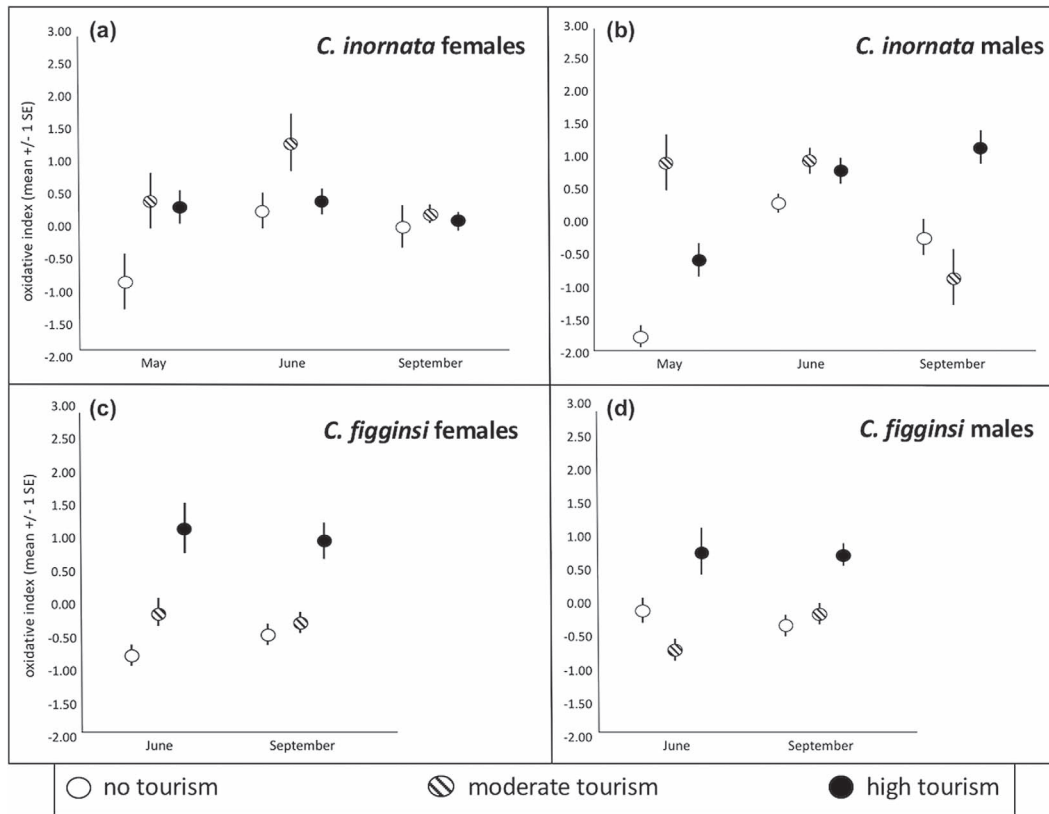 (a)
C. inornata females
oxidative index (mean +/- 1 SE)
3.00
2.50
2.00
1.50
1.00
0.50
0.00
-0.50
-1.00
-1.50
-2.00
May June September
(b)
C. inornata males
3.00
2.50
2.00
1.50
1.00
0.50
0.00
-0.50
-1.00
-1.50
-2.00
May June September
(c)
C. figginsi females
oxidative index (mean +/- 1 SE)
3.00
2.50
2.00
1.50
1.00
0.50
0.00
-0.50
-1.00
-1.50
-2.00
June September
(d)
C. figginsi males
3.00
2.50
2.00
1.50
1.00
0.50
0.00
-0.50
-1.00
-1.50
-2.00
June September
no tourism moderate tourism high tourism